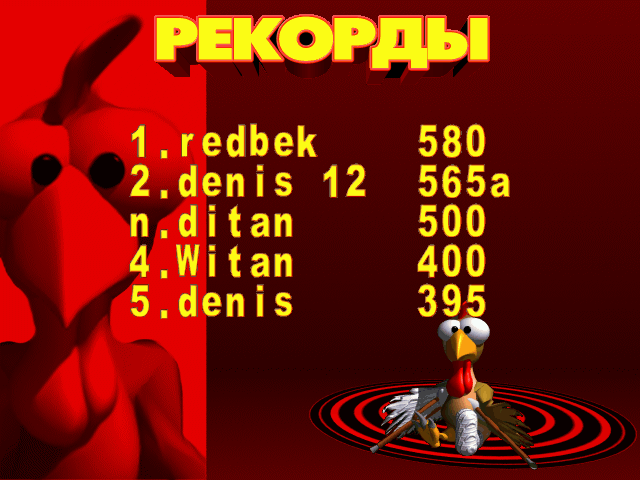 РЕКОРДЫ
1.redbek 580
2.denis 12 565a
n.ditan 500
4.Witan 400
5.denis 395